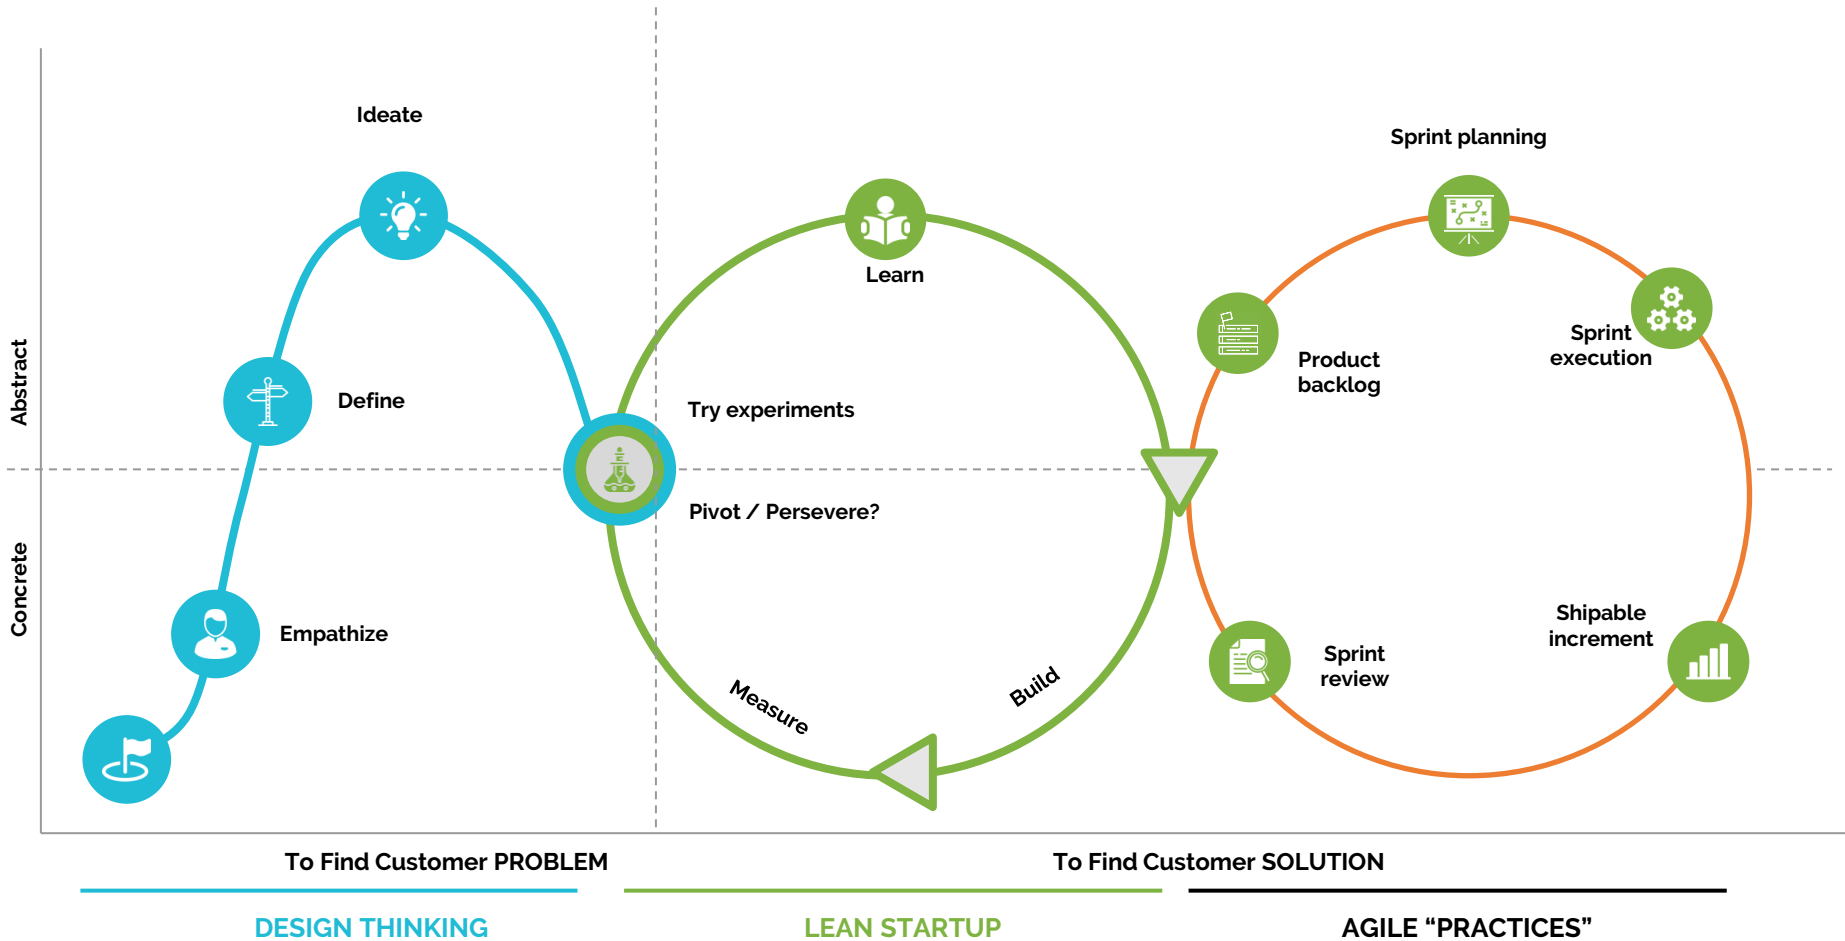 Ideate
Sprint planning
Learn
Sprint
execution
Product
backlog
Define
Try experiments
Abstract
Pivot / Persevere?
Concrete
Empathize
Shipable
increment
Sprint
review
Measure
Build
To Find Customer PROBLEM
To Find Customer SOLUTION
DESIGN THINKING
LEAN STARTUP
AGILE “PRACTICES”